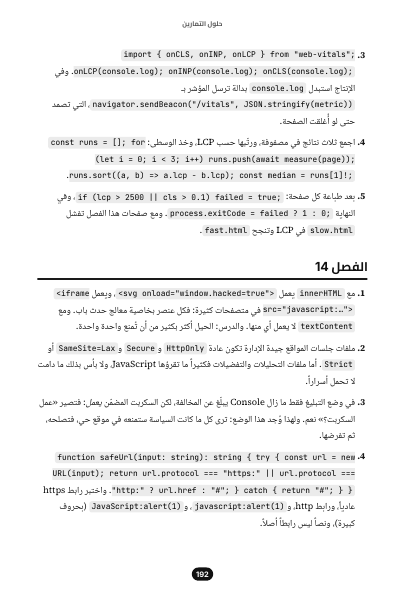 حلول التمارين
3. import { onCLS, onINP, onLCP } from "web-vitals";
onLCP(console.log); onINP(console.log); onCLS(console.log);. وفي
الإنتاج استبدل console.log بدالة ترسل المؤشر بـ
navigator.sendBeacon("/vitals", JSON.stringify(metric))، التي تصمد
حتى لو أُغلقت الصفحة.
4. اجمع ثلاث نتائج في مصفوفة، ورتّبها حسب LCP، وخذ الوسطى: const runs = []; for
(let i = 0; i < 3; i++) runs.push(await measure(page));
runs.sort((a, b) => a.lcp - b.lcp); const median = runs[1]!;.
5. بعد طباعة كل صفحة: if (lcp > 2500 || cls > 0.1) failed = true;، وفي
النهاية process.exitCode = failed ? 1 : 0;. ومع صفحات هذا الفصل تفشل
slow.html في LCP وتنجح fast.html.
الفصل 14
1. مع innerHTML يعمل <svg onload="window.hacked=true">، ويعمل <iframe
src="javascript:…"> في متصفحات كثيرة: فكل عنصر بخاصية معالج حدث باب. ومع
textContent لا يعمل أي منها. والدرس: الحيل أكثر بكثير من أن تُمنع واحدة واحدة.
2. ملفات جلسات المواقع جيدة الإدارة تكون عادة HttpOnly و Secure و SameSite=Lax أو
Strict. أما ملفات التحليلات والتفضيلات فكثيراً ما تقرؤها JavaScript، ولا بأس بذلك ما دامت
لا تحمل أسراراً.
3. في وضع التبليغ فقط ما زال Console يبلّغ عن المخالفة، لكن السكربت المضمّن يعمل: فتصير «عمل
السكربت؟» نعم. ولهذا وُجد هذا الوضع: ترى كل ما كانت السياسة ستمنعه في موقع حي، فتصلحه،
ثم تفرضها.
4. function safeUrl(input: string): string { try { const url = new
URL(input); return url.protocol === "https:" || url.protocol ===
"http:" ? url.href : "#"; } catch { return "#"; } }. واختبر رابط https
عادياً، ورابط http، و javascript:alert(1)، و JavaScript:alert(1) (بحروف
كبيرة)، ونصاً ليس رابطاً أصلاً.
192